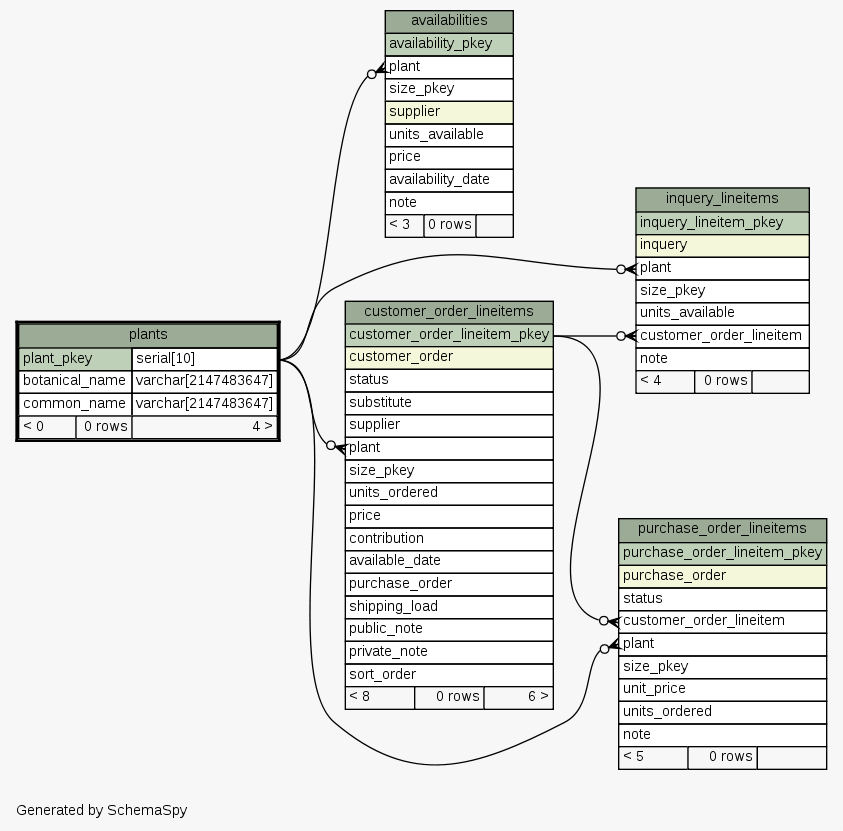 availabilities
availability_pkey
plant
size_pkey
supplier
units_available
price
availability_date
note
< 3 0 rows
inquery_lineitems
inquery_lineitem_pkey
inquery
plant
size_pkey
units_available
customer_order_lineitem
note
< 4 0 rows
plants
plant_pkey serial[10]
botanical_name varchar[2147483647]
common_name varchar[2147483647]
< 0 0 rows 4 >
customer_order_lineitems
customer_order_lineitem_pkey
customer_order
status
substitute
supplier
plant
size_pkey
units_ordered
price
contribution
available_date
purchase_order
shipping_load
public_note
private_note
sort_order
< 8 0 rows 6 >
purchase_order_lineitems
purchase_order_lineitem_pkey
purchase_order
status
customer_order_lineitem
plant
size_pkey
unit_price
units_ordered
note
< 5 0 rows
Generated by SchemaSpy